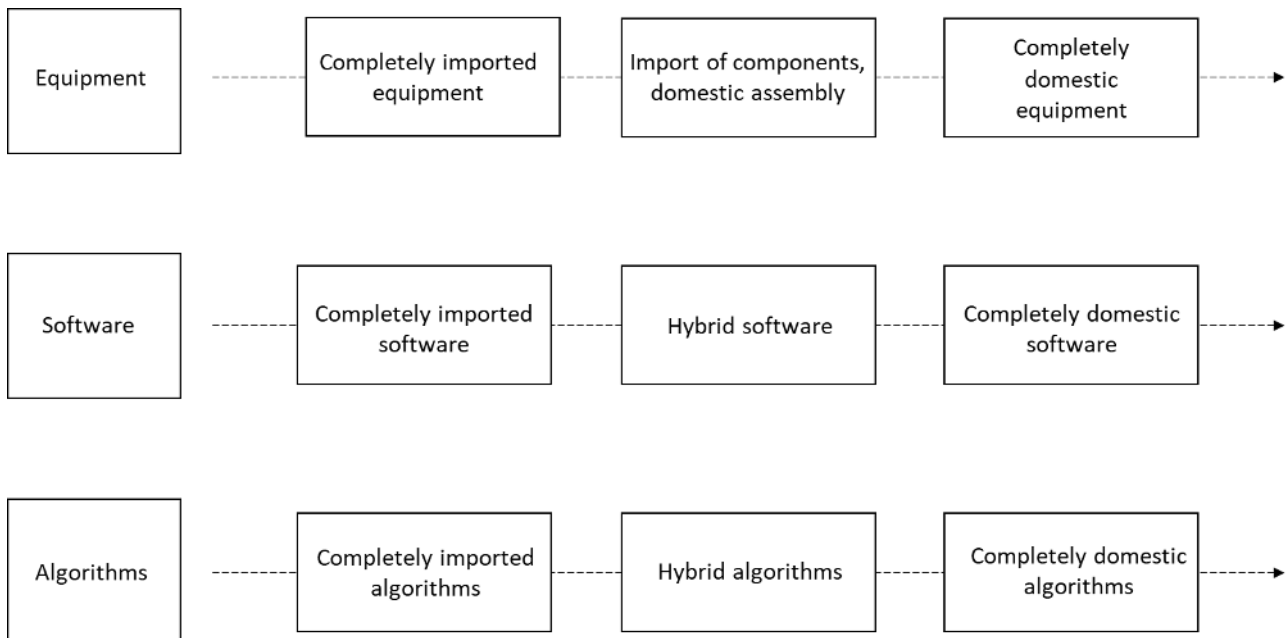 Equipment
Completely imported
equipment
Import of components,
domestic assembly
Completely
domestic
equipment
Software
Completely imported
software
Hybrid software
Completely domestic
software
Algorithms
Completely imported
algorithms
Hybrid algorithms
Completely domestic
algorithms